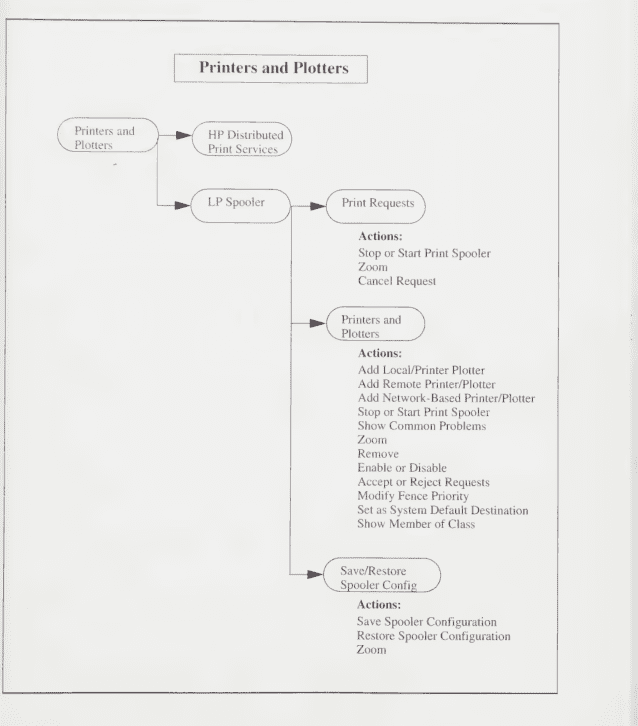 Printers and Plotters
Printers and
Plotters
HP Distributed
Print Services
LP Spooler
Print Requests
Actions:
Stop or Start Print Spooler
Zoom
Cancel Request
Printers and
Plotters
Actions:
Add Local/Printer Plotter
Add Remote Printer/Plotter
Add Network-Based Printer/Plotter
Stop or Start Print Spooler
Show Common Problems
Zoom
Remove
Enable or Disable
Accept or Reject Requests
Modify Fence Priority
Set as System Default Destination
Show Member of Class
Save/Restore
Spooler Config
Actions:
Save Spooler Configuration
Restore Spooler Configuration
Zoom